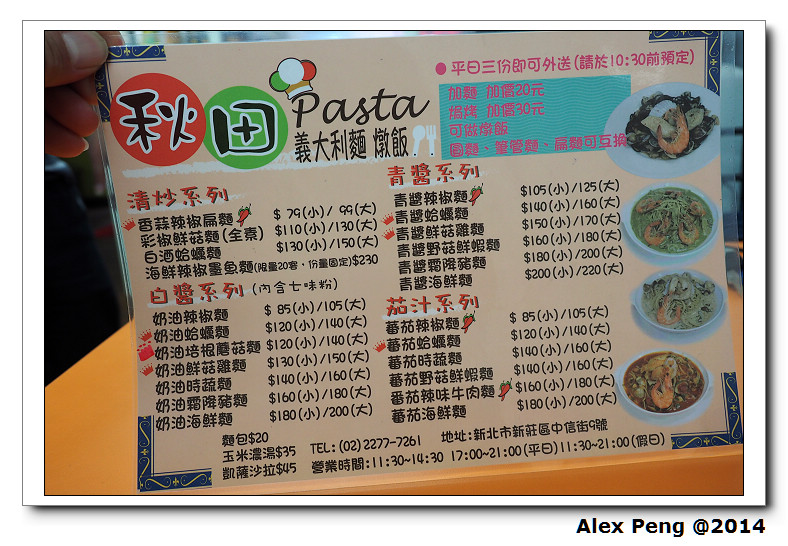 秋田 Pasta
義大利麵 燉飯
●平日三份即可外送(請於10:30前預定)
加麵 加價20元
焗烤 加價30元
可做燉飯
圓麵、筆管麵、扁麵可互換
清炒系列
香蒜辣椒扁麵 $ 79(小)/ 99(大)
彩椒鮮菇麵(全素) $110(小)/130(大)
白酒蛤蠣麵 $130(小)/150(大)
海鮮辣椒墨魚麵(限量20套、份量固定)$230
白醬系列 (內含七味粉)
奶油辣椒麵 $ 85(小)/105(大)
奶油蛤蠣麵 $120(小)/140(大)
奶油培根蘑菇麵 $120(小)/140(大)
奶油鮮菇雞麵 $130(小)/150(大)
奶油時蔬麵 $140(小)/160(大)
奶油霜降豬麵 $160(小)/180(大)
奶油海鮮麵 $180(小)/200(大)
青醬系列
青醬辣椒麵 $105(小)/125(大)
青醬蛤蠣麵 $140(小)/160(大)
青醬鮮菇雞麵 $150(小)/170(大)
青醬野菇鮮蝦麵 $160(小)/180(大)
青醬霜降豬麵 $180(小)/200(大)
青醬海鮮麵 $200(小)/220(大)
茄汁系列
蕃茄辣椒麵 $ 85(小)/105(大)
蕃茄蛤蠣麵 $120(小)/140(大)
蕃茄時蔬麵 $140(小)/160(大)
蕃茄野菇鮮蝦麵 $140(小)/160(大)
蕃茄辣味牛肉麵 $160(小)/180(大)
蕃茄海鮮麵 $180(小)/200(大)
麵包$20
玉米濃湯$35 TEL:(02)2277-7261 地址:新北市新莊區中信街9號
凱薩沙拉$45 營業時間:11:30~14:30 17:00~21:00(平日)11:30~21:00(假日)
Alex Peng @2014